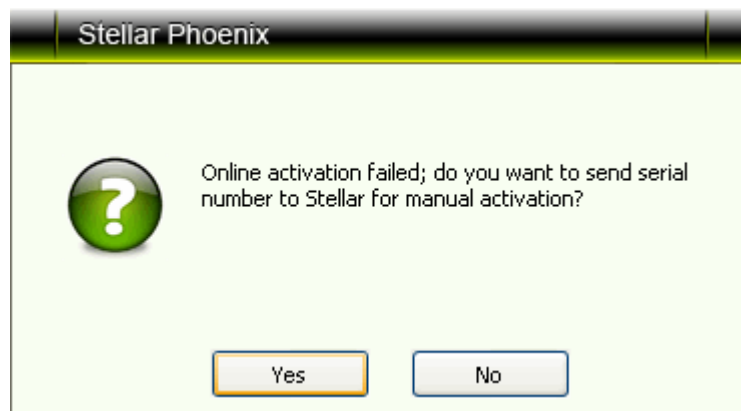 Stellar Phoenix
Online activation failed; do you want to send serial
number to Stellar for manual activation?
Yes
No